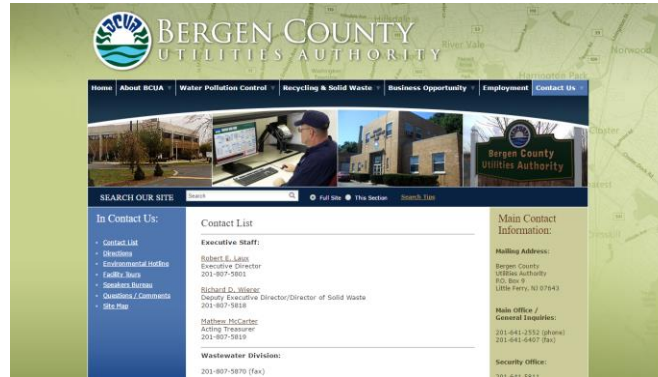 BCUA
BERGEN COUNTY
UTILITIES AUTHORITY
Hillsdale
River Vale
Norwood
Harrington Park
Home About BCUA Water Pollution Control Recycling & Solid Waste Business Opportunity Employment Contact Us
Closter
Bergen County
Utilities Authority
SEARCH OUR SITE Search Full Site This Section Search Tips
In Contact Us:
Contact List
Directions
Environmental Hotline
Facility Tours
Speakers Bureau
Questions / Comments
Site Map
Contact List
Executive Staff:
Robert E. Laux
Executive Director
201-807-5801
Richard D. Wierer
Deputy Executive Director/Director of Solid Waste
201-807-5818
Mathew McCarter
Acting Treasurer
201-807-5819
Wastewater Division:
201-807-5870 (fax)
Main Contact
Information:
Mailing Address:
Bergen County
Utilities Authority
P.O. Box 9
Little Ferry, NJ 07643
Main Office /
General Inquiries:
201-641-2552 (phone)
201-641-6407 (fax)
Security Office: